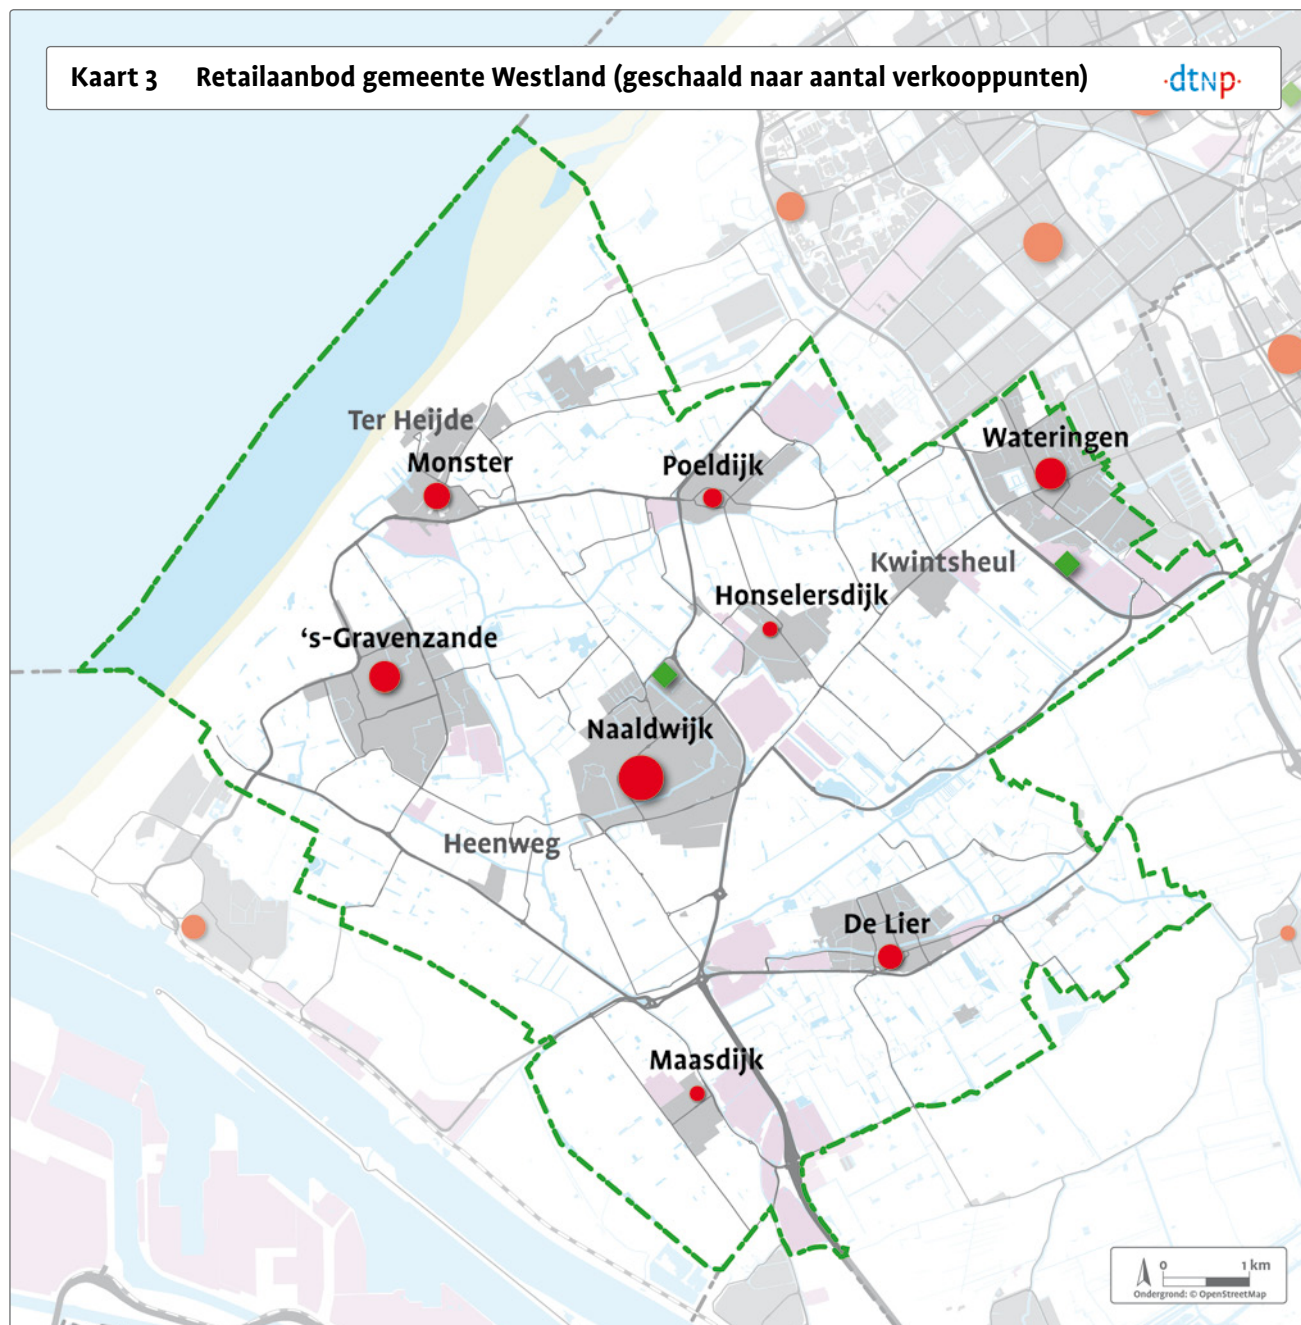 Kaart 3 Retailaanbod gemeente Westland (geschaald naar aantal verkooppunten)
·dtnp·
Ter Heijde
Monster
Poeldijk
Wateringen
Kwintsheul
Honselersdijk
‘s-Gravenzande
Naaldwijk
Heenweg
De Lier
Maasdijk
0 1 km
Ondergrond: © OpenStreetMap